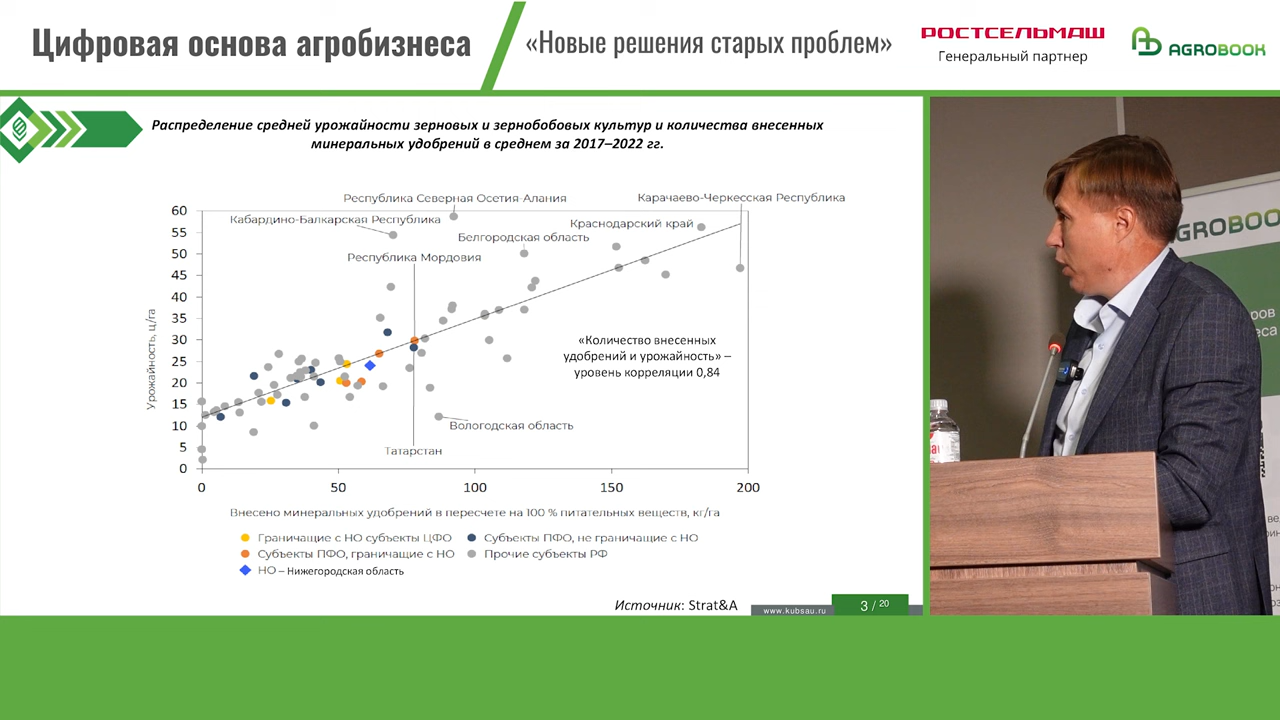 Цифровая основа агробизнеса
«Новые решения старых проблем»
РОСТСЕЛЬМАШ
Генеральный партнер
AGROBOOK
Распределение средней урожайности зерновых и зернобобовых культур и количества внесенных
минеральных удобрений в среднем за 2017–2022 гг.
Республика Северная Осетия-Алания
Карачаево-Черкесская Республика
Кабардино-Балкарская Республика
Краснодарский край
Белгородская область
Республика Мордовия
Урожайность, ц/га
60
55
50
45
40
35
30
25
20
15
10
5
0
«Количество внесенных
удобрений и урожайность» –
уровень корреляции 0,84
Вологодская область
Татарстан
0 50 100 150 200
Внесено минеральных удобрений в пересчете на 100 % питательных веществ, кг/га
Граничащие с НО субъекты ЦФО
Субъекты ПФО, не граничащие с НО
Субъекты ПФО, граничащие с НО
Прочие субъекты РФ
НО – Нижегородская область
Источник: Strat&A
www.kubsau.ru
3 / 20
GROBOO